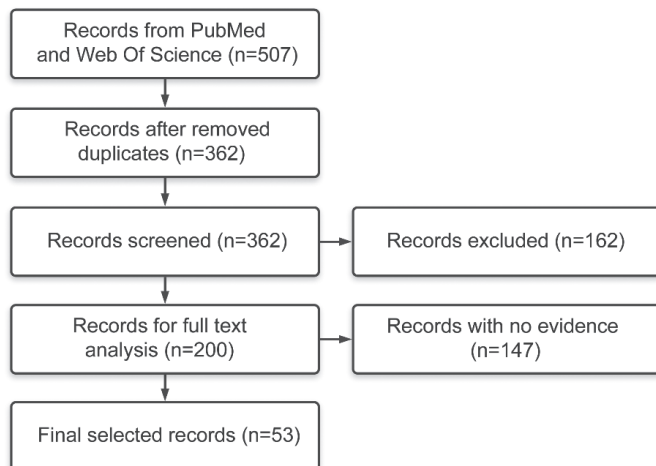 Records from PubMed
and Web Of Science (n=507)
Records after removed
duplicates (n=362)
Records screened (n=362)
Records excluded (n=162)
Records for full text
analysis (n=200)
Records with no evidence
(n=147)
Final selected records (n=53)